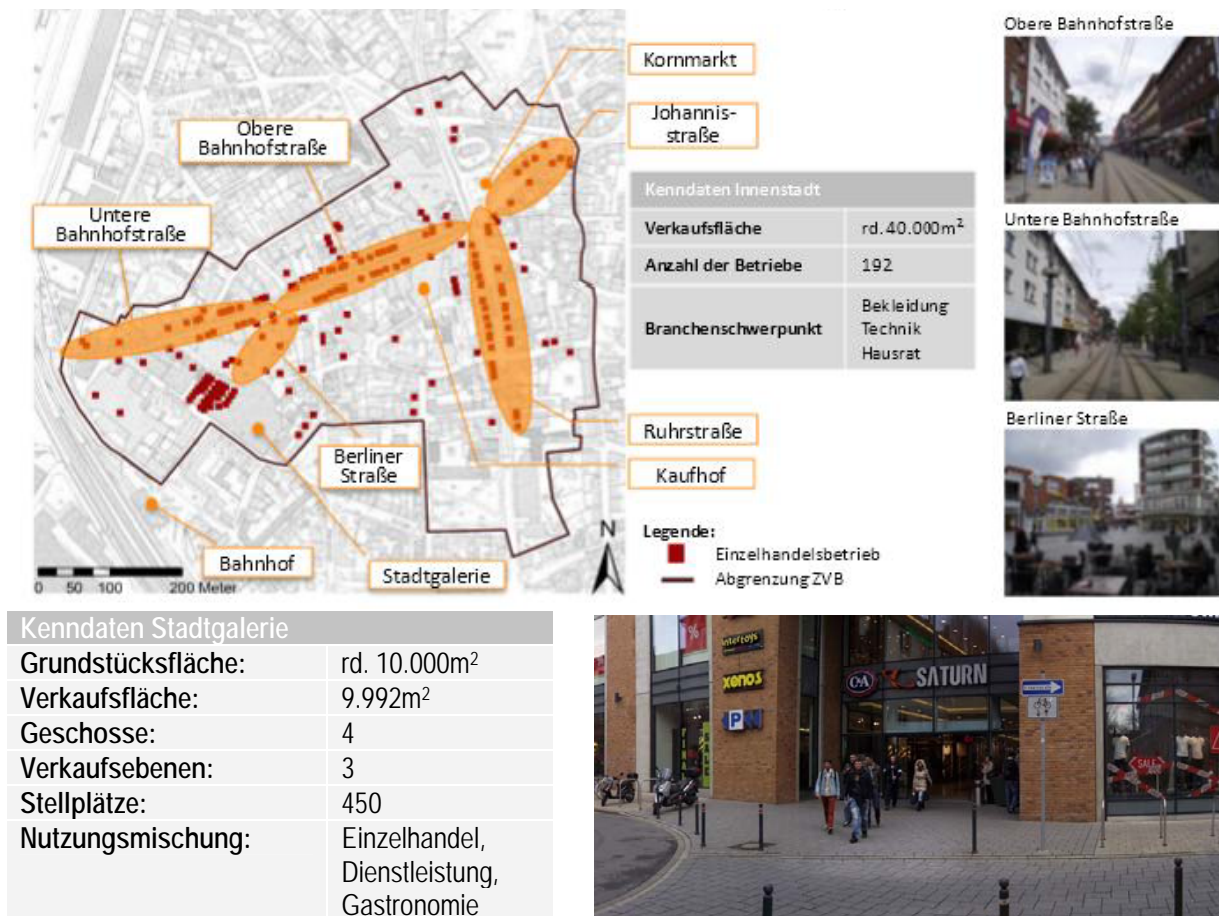 Obere Bahnhofstraße
Kornmarkt
Johannis-
straße
Obere
Bahnhofstraße
Untere
Bahnhofstraße
Kenndaten Innenstadt
Verkaufsfläche rd. 40.000m²
Anzahl der Betriebe 192
Branchenschwerpunkt Bekleidung
Technik
Hausrat
Untere Bahnhofstraße
Berliner Straße
Ruhrstraße
Kaufhof
Berliner
Straße
Bahnhof
Stadtgalerie
N
0 50 100 200 Meter
Legende:
Einzelhandelsbetrieb
Abgrenzung ZVB
Kenndaten Stadtgalerie
Grundstücksfläche: rd. 10.000m²
Verkaufsfläche: 9.992m²
Geschosse: 4
Verkaufsebenen: 3
Stellplätze: 450
Nutzungsmischung: Einzelhandel,
Dienstleistung,
Gastronomie
%
intertoys
xenos
P
C&A
SATURN
SALE
SALE